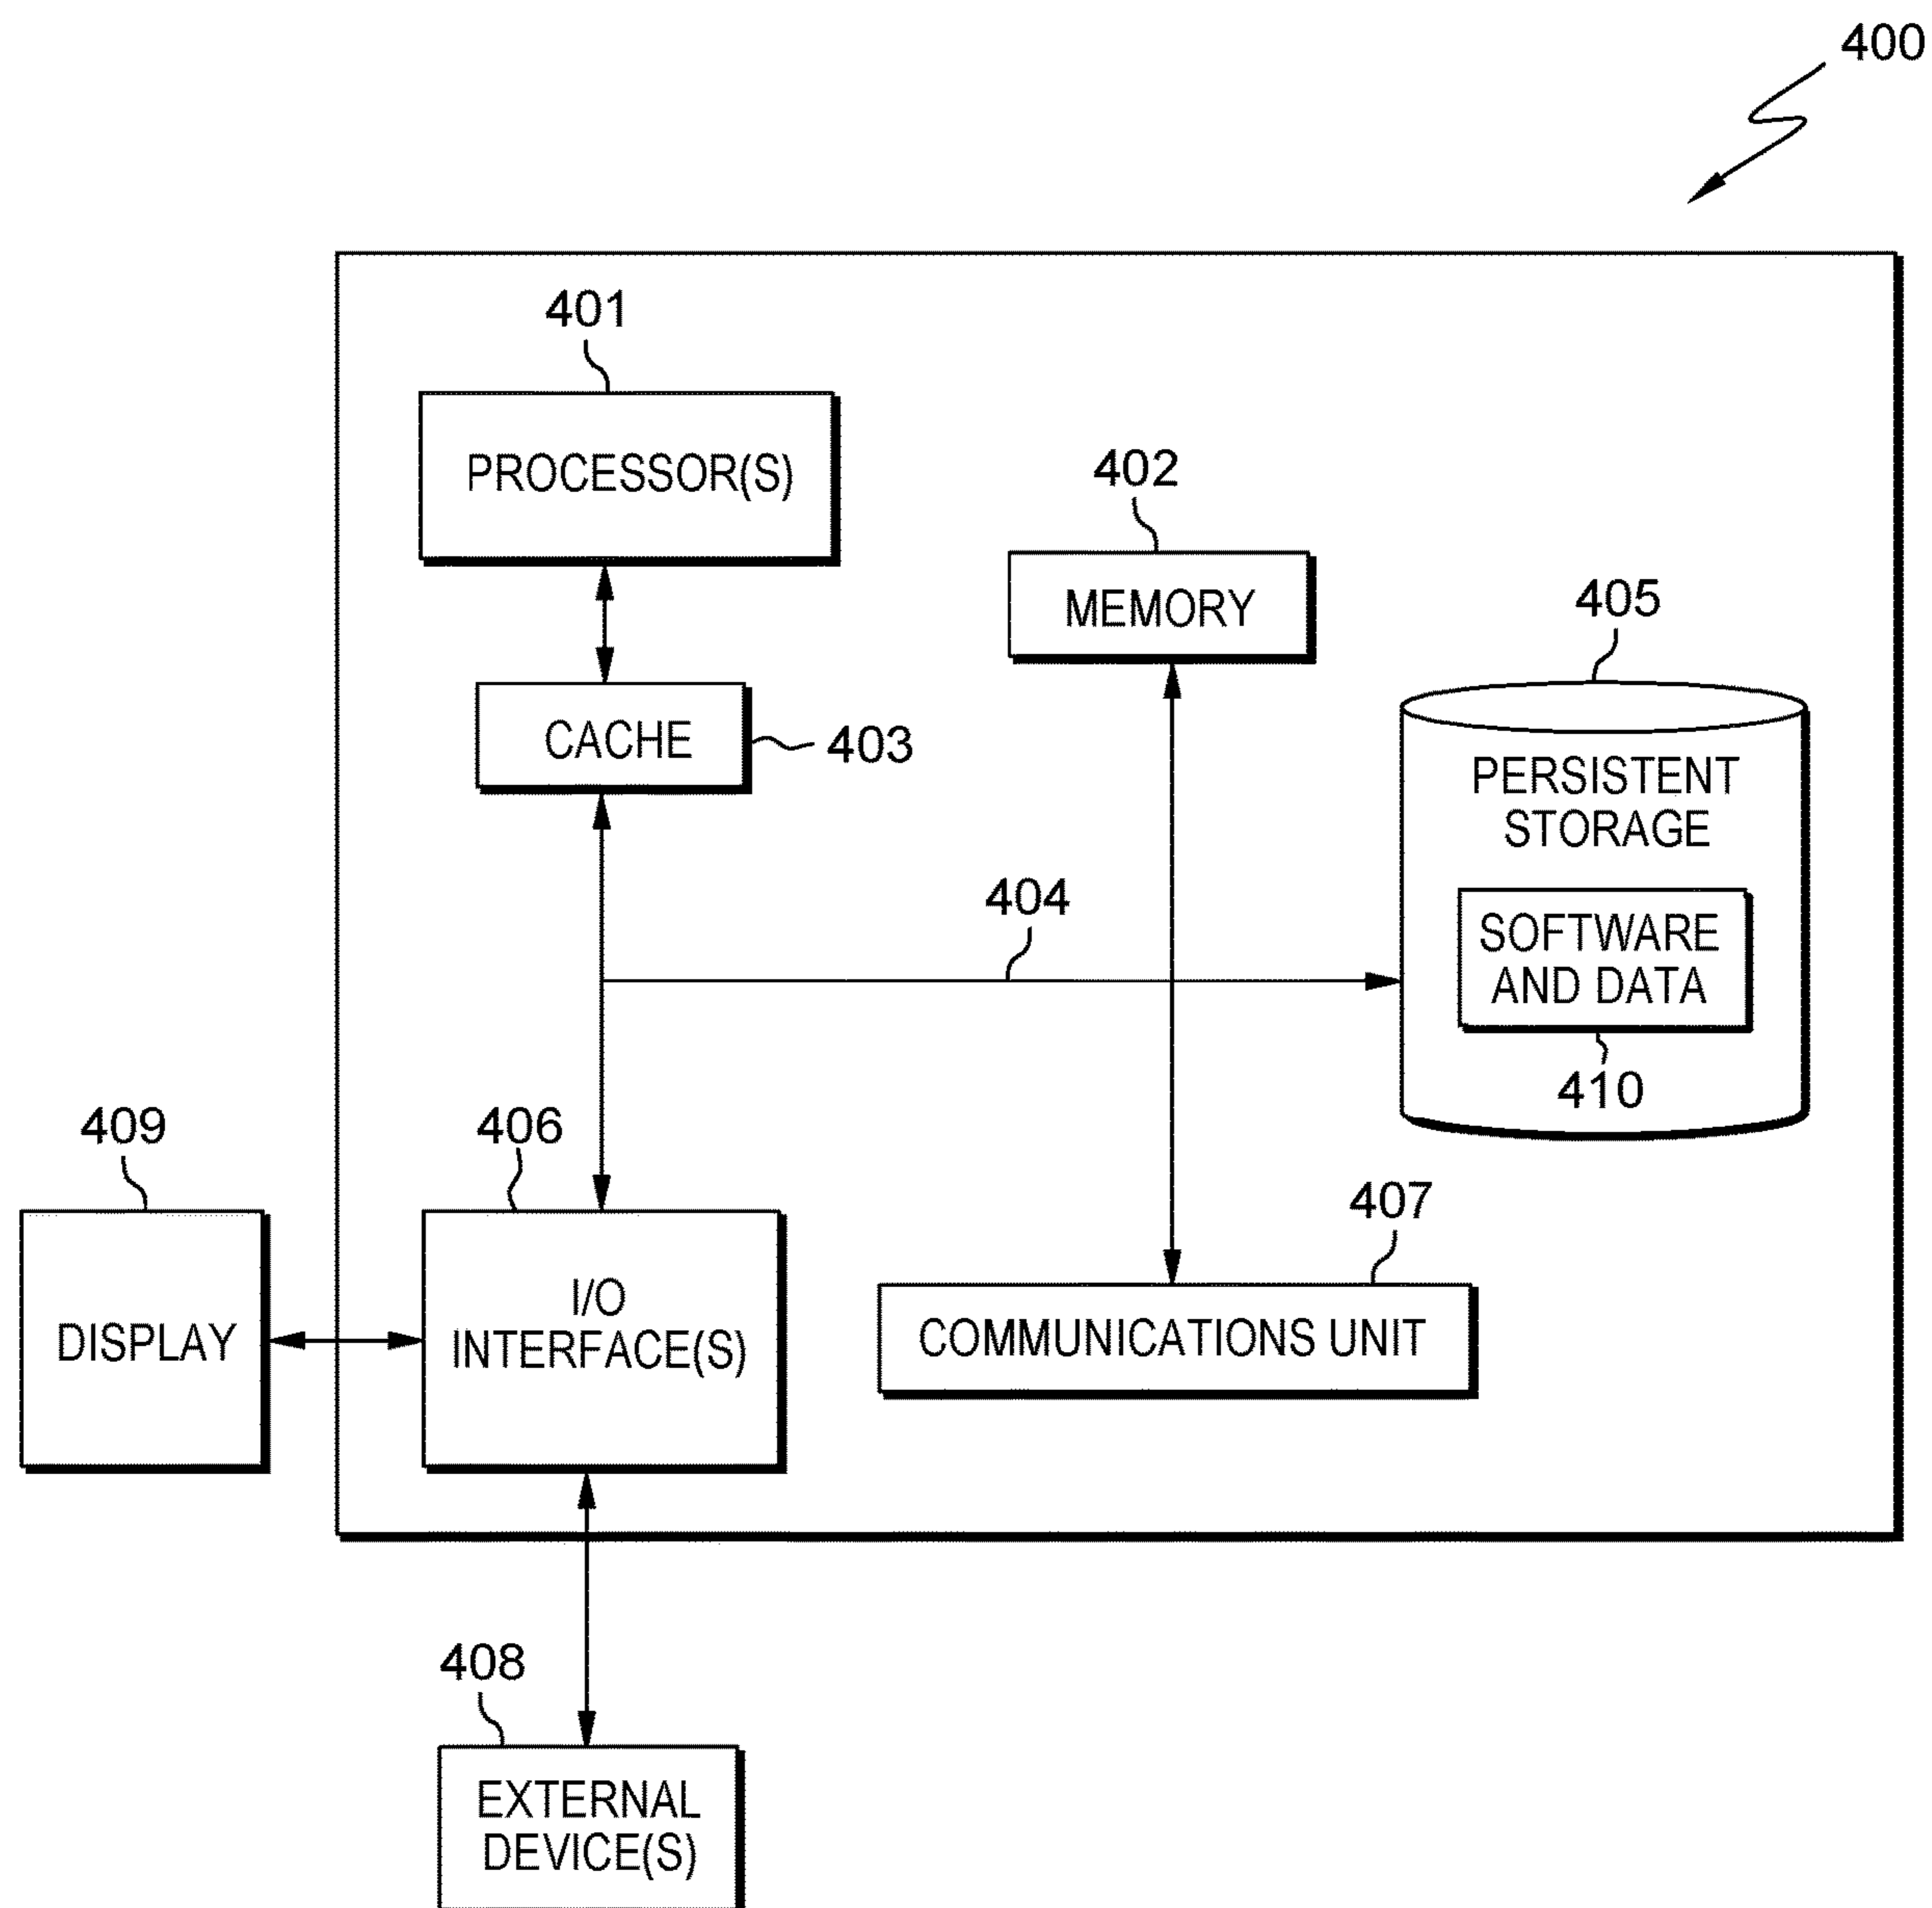 400
401
PROCESSOR(S)
402
MEMORY
405
CACHE
403
PERSISTENT
STORAGE
404
SOFTWARE
AND DATA
410
409
406
407
DISPLAY
I/O
INTERFACE(S)
COMMUNICATIONS UNIT
408
EXTERNAL
DEVICE(S)